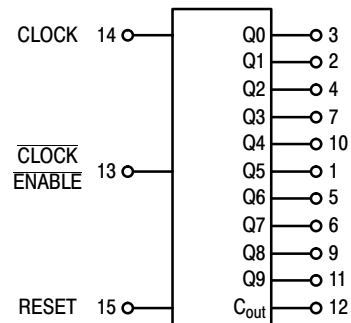 CLOCK 14
CLOCK
ENABLE 13
RESET 15
Q0 3
Q1 2
Q2 4
Q3 7
Q4 10
Q5 1
Q6 5
Q7 6
Q8 9
Q9 11
Cout 12